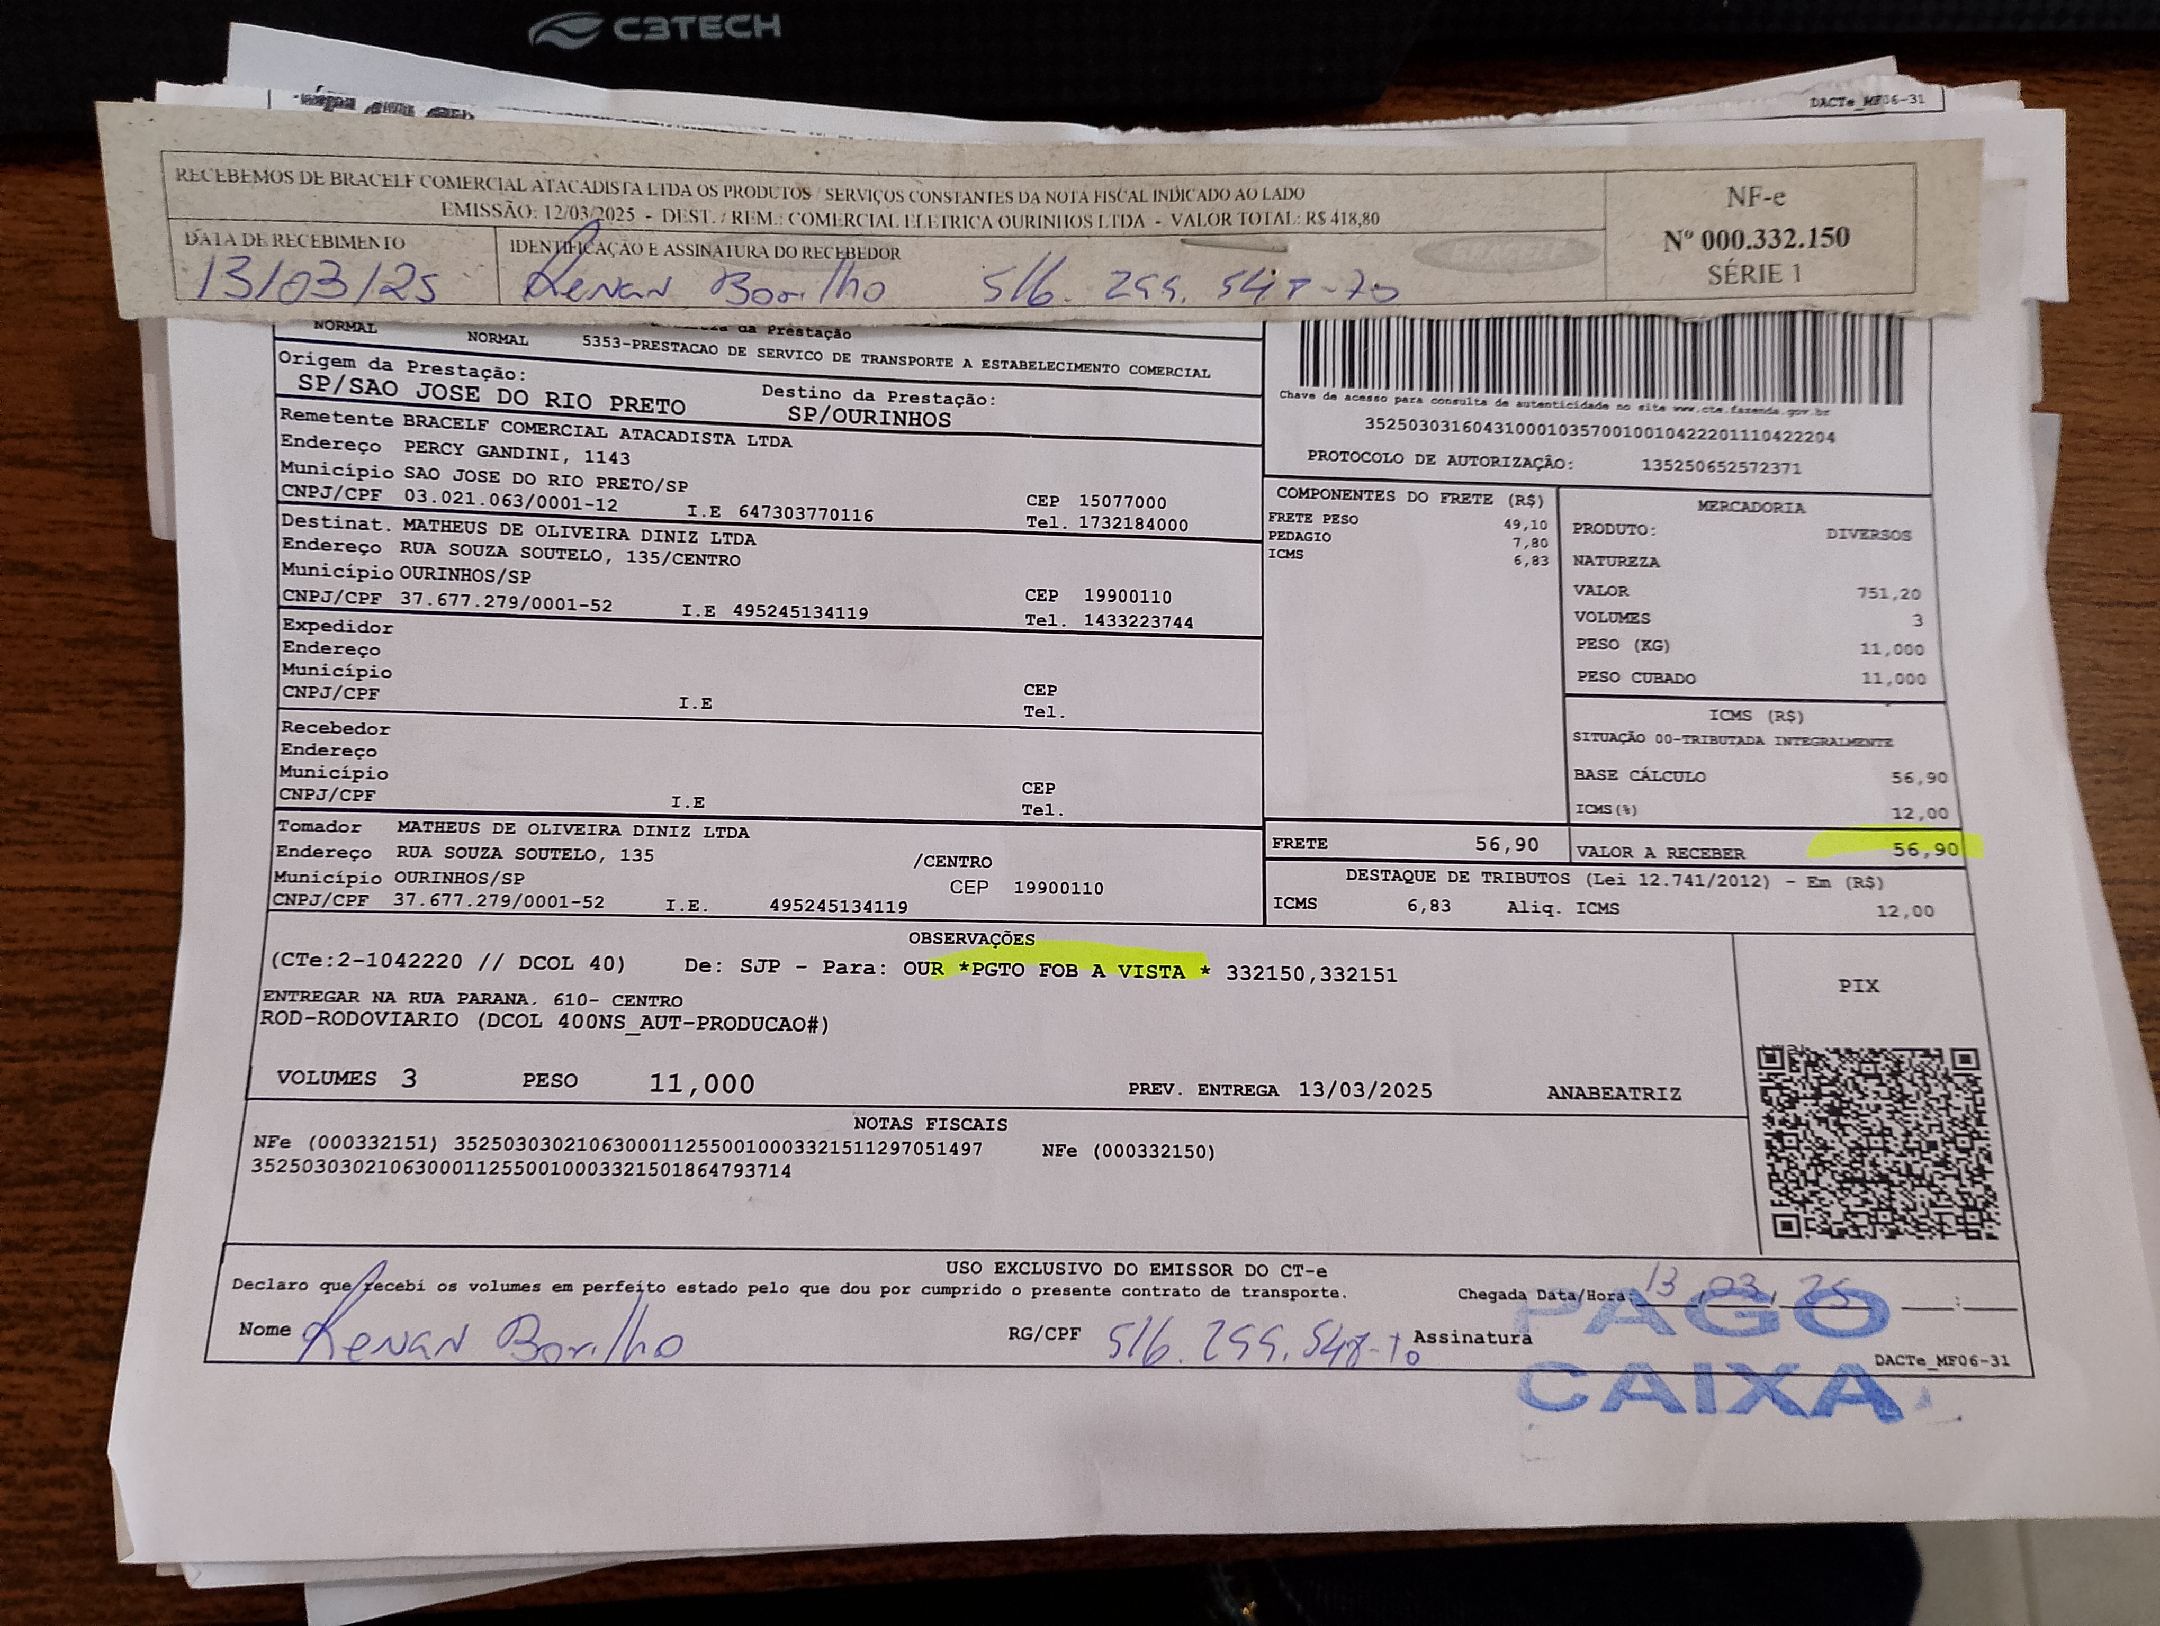 C3TECH
DACTe_MF06-31
RECEBEMOS DE BRACELF COMERCIAL ATACADISTA LTDA OS PRODUTOS / SERVIÇOS CONSTANTES DA NOTA FISCAL INDICADO AO LADO
EMISSÃO: 12/03/2025 - DEST. / REM.: COMERCIAL ELETRICA OURINHOS LTDA - VALOR TOTAL: R$ 418,80
DATA DE RECEBIMENTO
13/03/25
IDENTIFICAÇÃO E ASSINATURA DO RECEBEDOR
Renan 516.299.548-70
NF-e
Nº 000.332.150
SÉRIE 1
NORMAL NORMAL da Prestação
5353-PRESTACAO DE SERVICO DE TRANSPORTE A ESTABELECIMENTO COMERCIAL
Origem da Prestação: Destino da Prestação:
SP/SAO JOSE DO RIO PRETO SP/OURINHOS
Remetente BRACELF COMERCIAL ATACADISTA LTDA
Endereço PERCY GANDINI, 1143
Município SAO JOSE DO RIO PRETO/SP CEP 15077000
CNPJ/CPF 03.021.063/0001-12 I.E 647303770116 Tel. 1732184000
Destinat. MATHEUS DE OLIVEIRA DINIZ LTDA
Endereço RUA SOUZA SOUTELO, 135/CENTRO
Município OURINHOS/SP CEP 19900110
CNPJ/CPF 37.677.279/0001-52 I.E 495245134119 Tel. 1433223744
Expedidor
Endereço
Município CEP
CNPJ/CPF I.E Tel.
Recebedor
Endereço
Município CEP
CNPJ/CPF I.E Tel.
Tomador MATHEUS DE OLIVEIRA DINIZ LTDA
Endereço RUA SOUZA SOUTELO, 135 /CENTRO
Município OURINHOS/SP CEP 19900110
CNPJ/CPF 37.677.279/0001-52 I.E. 495245134119
Chave de acesso para consulta de autenticidade no site www.cte.fazenda.gov.br
35250303160431000103570010010422201110422204
PROTOCOLO DE AUTORIZAÇÃO: 135250652572371
COMPONENTES DO FRETE (R$)
FRETE PESO 49,10
PEDAGIO 7,80
ICMS 6,83
MERCADORIA
PRODUTO: DIVERSOS
NATUREZA
VALOR 751,20
VOLUMES 3
PESO (KG) 11,000
PESO CUBADO 11,000
ICMS (R$)
SITUAÇÃO 00-TRIBUTADA INTEGRALMENTE
BASE CÁLCULO 56,90
ICMS(%) 12,00
FRETE 56,90 VALOR A RECEBER 56,90
DESTAQUE DE TRIBUTOS (Lei 12.741/2012) - Em (R$)
ICMS 6,83 Aliq. ICMS 12,00
OBSERVAÇÕES
(CTe:2-1042220 // DCOL 40) De: SJP - Para: OUR *PGTO FOB A VISTA * 332150,332151
ENTREGAR NA RUA PARANA. 610- CENTRO
ROD-RODOVIARIO (DCOL 400NS_AUT-PRODUCAO#)
VOLUMES 3 PESO 11,000 PREV. ENTREGA 13/03/2025 ANABEATRIZ
PIX
NOTAS FISCAIS
NFe (000332151) 35250303021063000112550010003321511297051497 NFe (000332150)
35250303021063000112550010003321501864793714
USO EXCLUSIVO DO EMISSOR DO CT-e
Declaro que recebi os volumes em perfeito estado pelo que dou por cumprido o presente contrato de transporte. Chegada Data/Hora: 13,03,25 __:__
Nome Renan RG/CPF 516.299.548-70 Assinatura
DACTe_MF06-31
PAGO
CAIXA